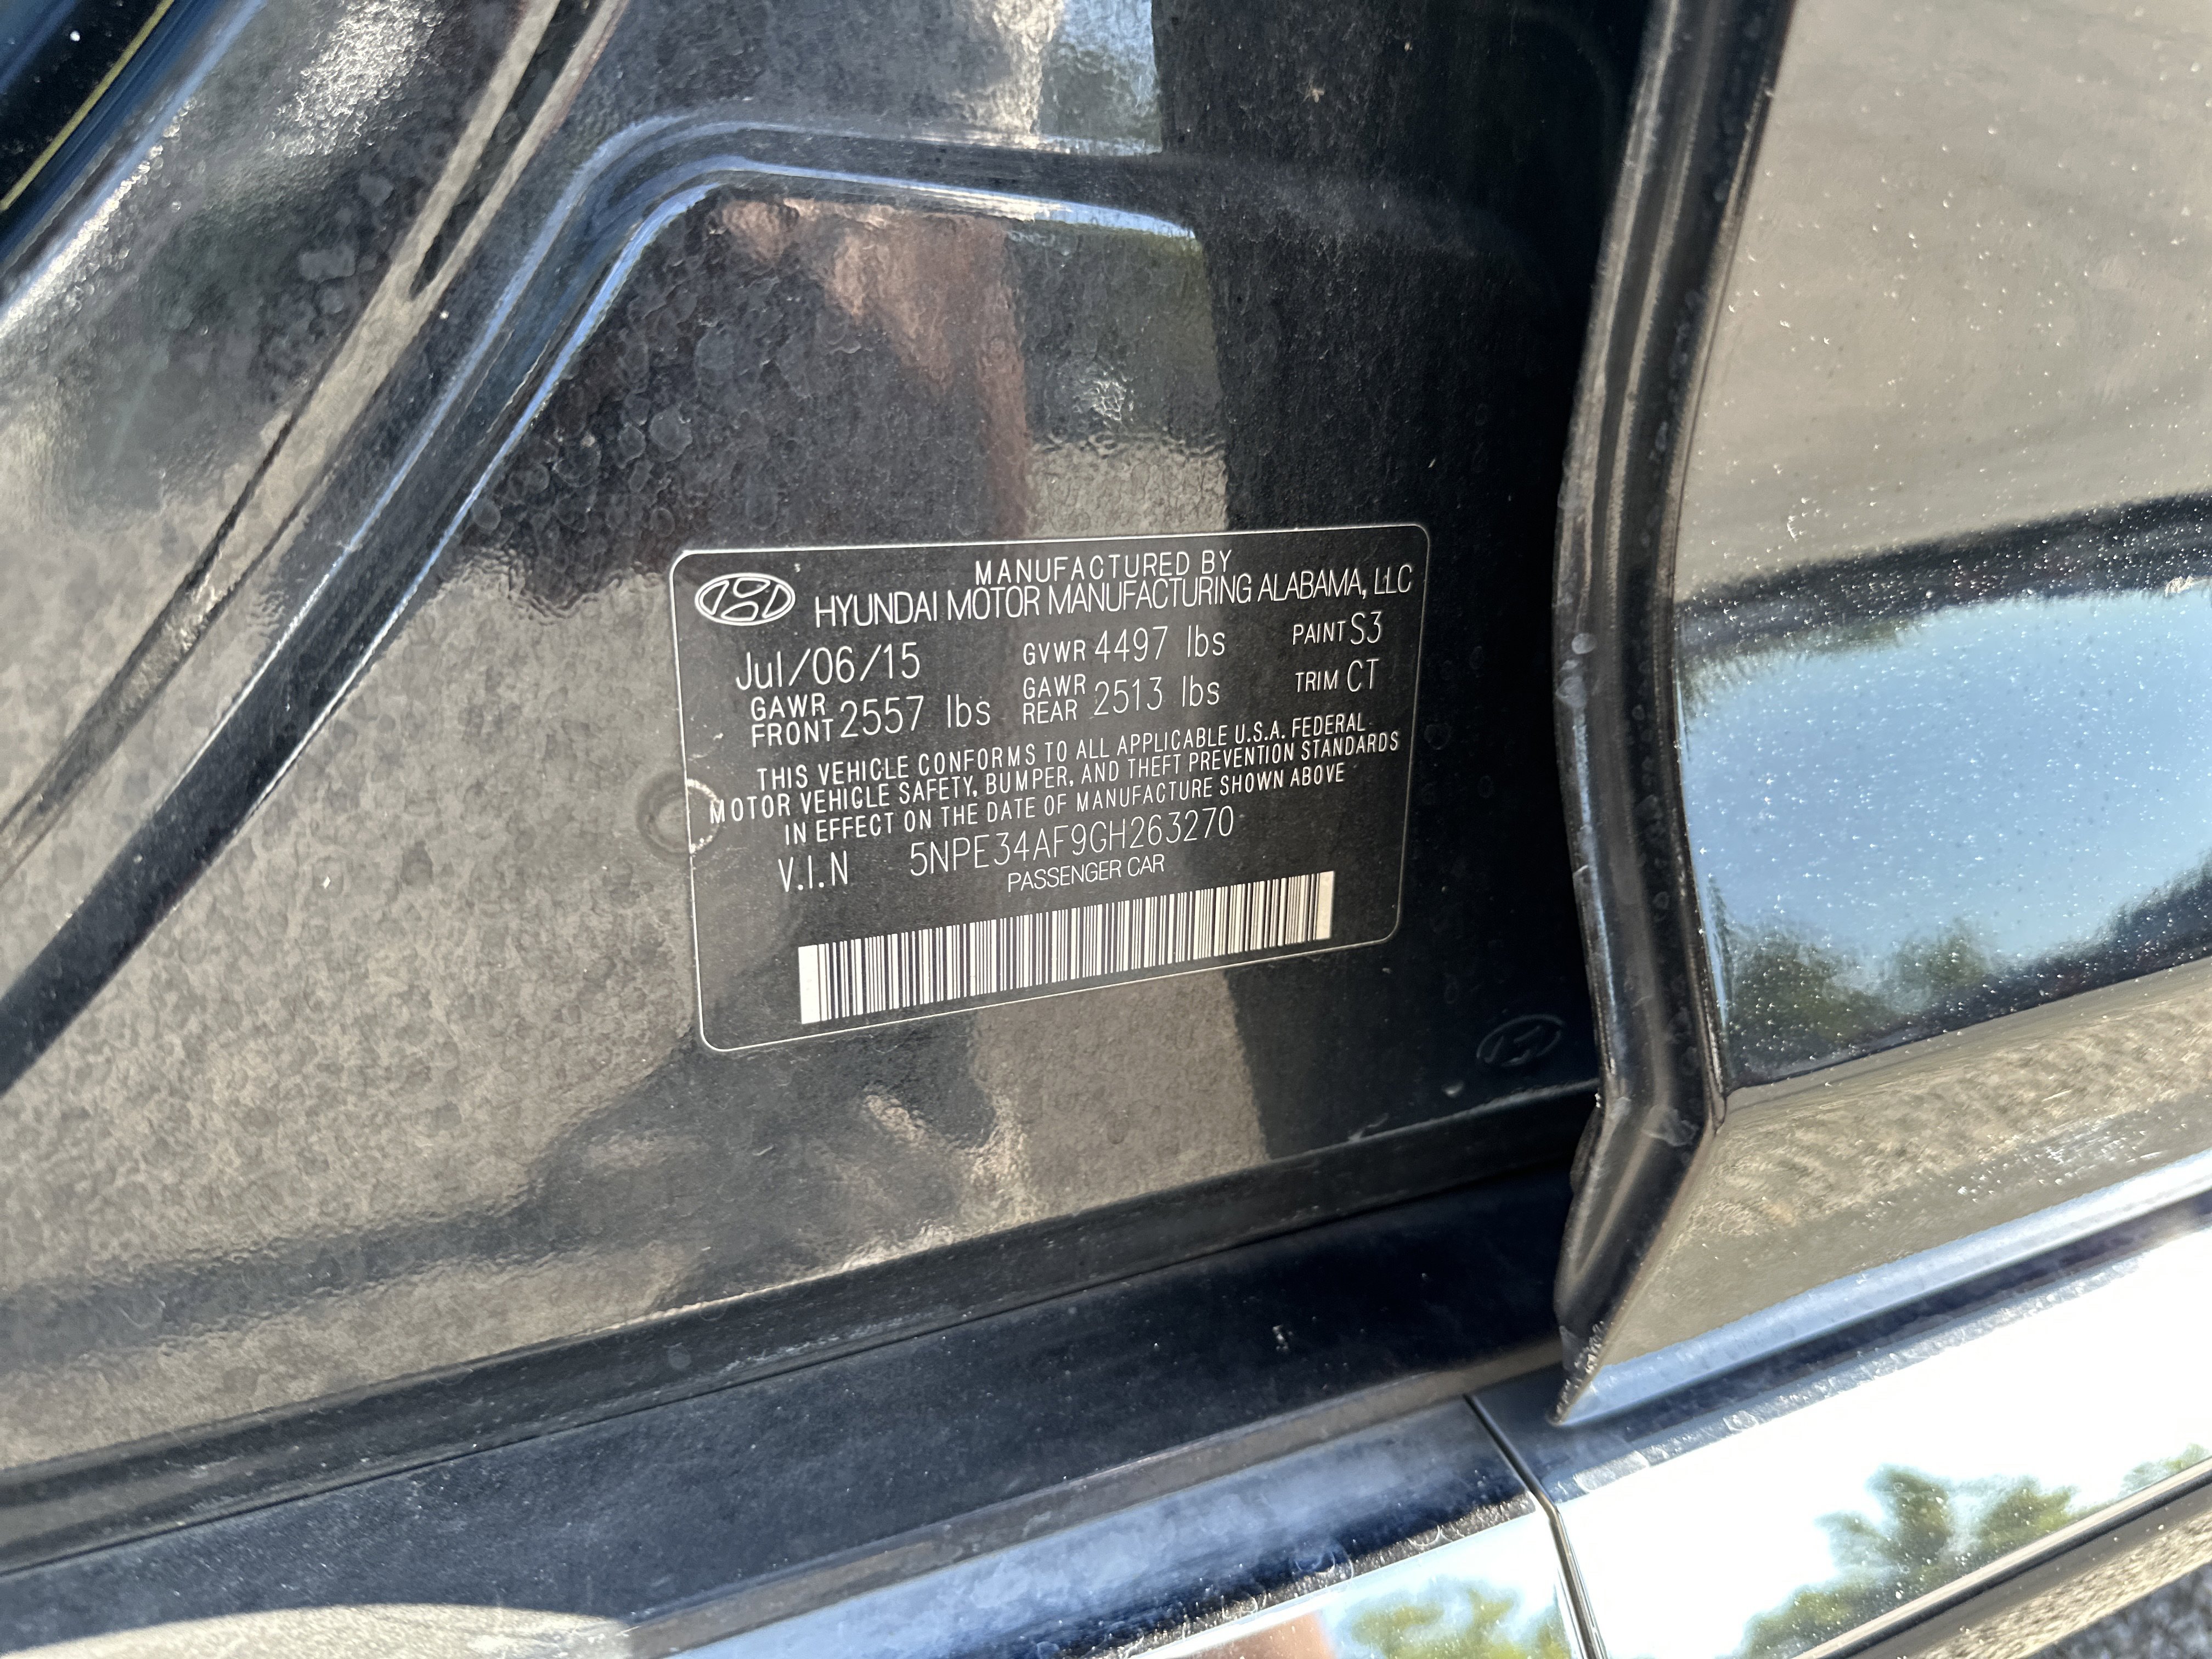 MANUFACTURED BY
HYUNDAI MOTOR MANUFACTURING ALABAMA, LLC
Jul/06/15 GVWR 4497 lbs PAINT S3
GAWR FRONT 2557 lbs GAWR REAR 2513 lbs TRIM CT
THIS VEHICLE CONFORMS TO ALL APPLICABLE U.S.A. FEDERAL
MOTOR VEHICLE SAFETY, BUMPER, AND THEFT PREVENTION STANDARDS
IN EFFECT ON THE DATE OF MANUFACTURE SHOWN ABOVE
V.I.N 5NPE34AF9GH263270
PASSENGER CAR